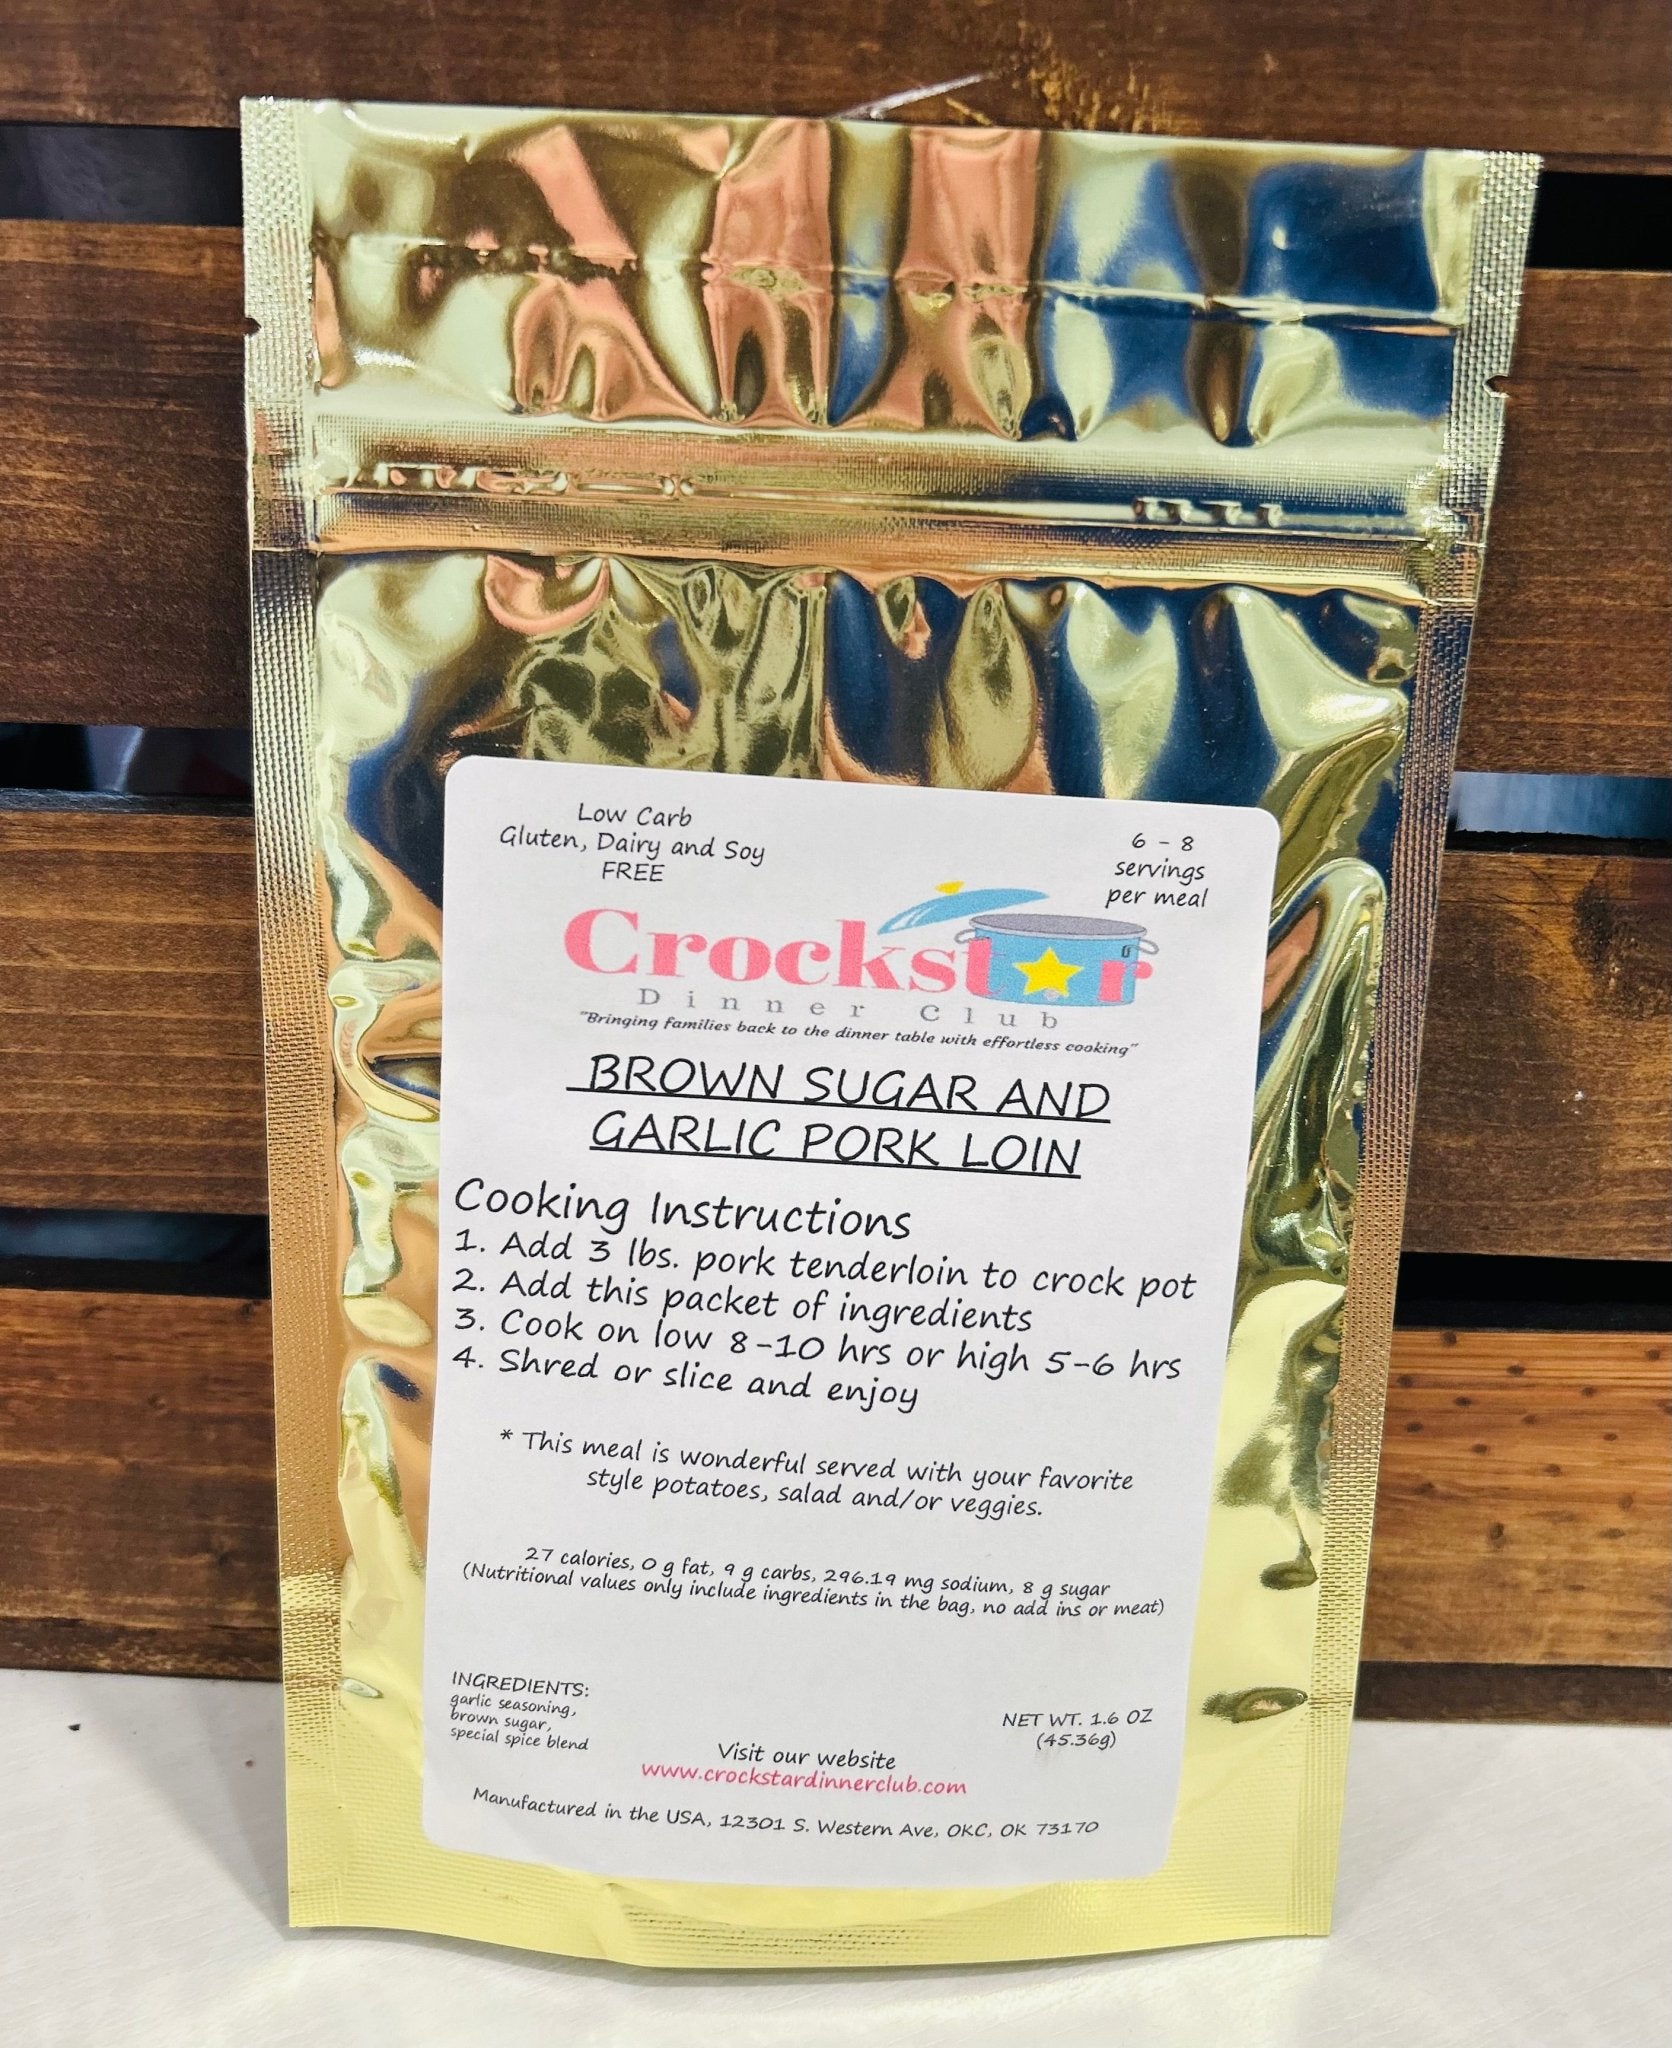 Low Carb
Gluten, Dairy and Soy
FREE
6 - 8
servings
per meal
Crockstar
Dinner Club
"Bringing families back to the dinner table with effortless cooking"
BROWN SUGAR AND
GARLIC PORK LOIN
Cooking Instructions
1. Add 3 lbs. pork tenderloin to crock pot
2. Add this packet of ingredients
3. Cook on low 8-10 hrs or high 5-6 hrs
4. Shred or slice and enjoy
* This meal is wonderful served with your favorite
style potatoes, salad and/or veggies.
27 calories, 0 g fat, 9 g carbs, 296.19 mg sodium, 8 g sugar
(Nutritional values only include ingredients in the bag, no add ins or meat)
INGREDIENTS:
garlic seasoning,
brown sugar,
special spice blend
NET WT. 1.6 OZ
(45.36g)
Visit our website
www.crockstardinnerclub.com
Manufactured in the USA, 12301 S. Western Ave, OKC, OK 73170